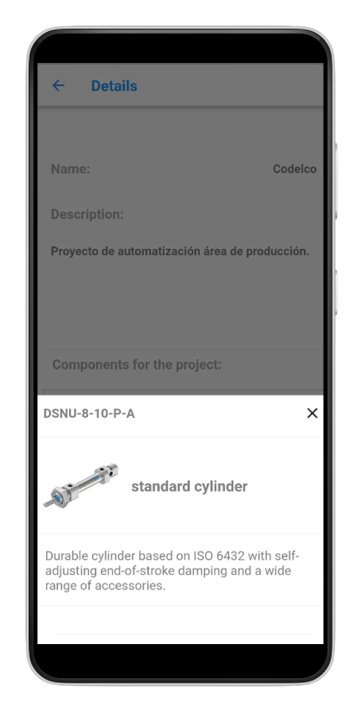 Details
Name: Codelco
Description:
Proyecto de automatización área de producción.
Components for the project:
DSNU-8-10-P-A
standard cylinder
Durable cylinder based on ISO 6432 with self-
adjusting end-of-stroke damping and a wide
range of accessories.